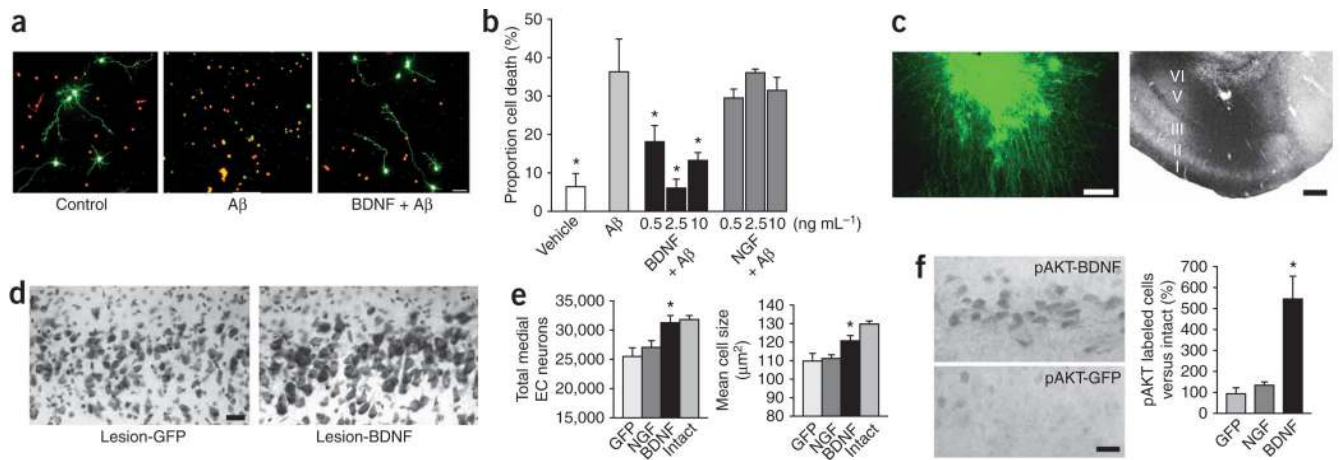 a
Control
Aβ
BDNF + Aβ
b
Proportion cell death (%)
50
40
30
20
10
0
*
*
*
*
0.5 2.5 10
0.5 2.5 10
(ng mL⁻¹)
Vehicle
Aβ
BDNF
+ Aβ
NGF
+ Aβ
c
VI
V
III
II
I
d
Lesion-GFP
Lesion-BDNF
e
Total medial
EC neurons
35,000
30,000
25,000
20,000
15,000
*
GFP
NGF
BDNF
Intact
Mean cell size
(μm²)
140
130
120
110
100
90
80
*
GFP
NGF
BDNF
Intact
f
pAKT-BDNF
pAKT-GFP
pAKT labeled cells
versus intact (%)
700
600
500
400
300
200
100
0
*
GFP
NGF
BDNF